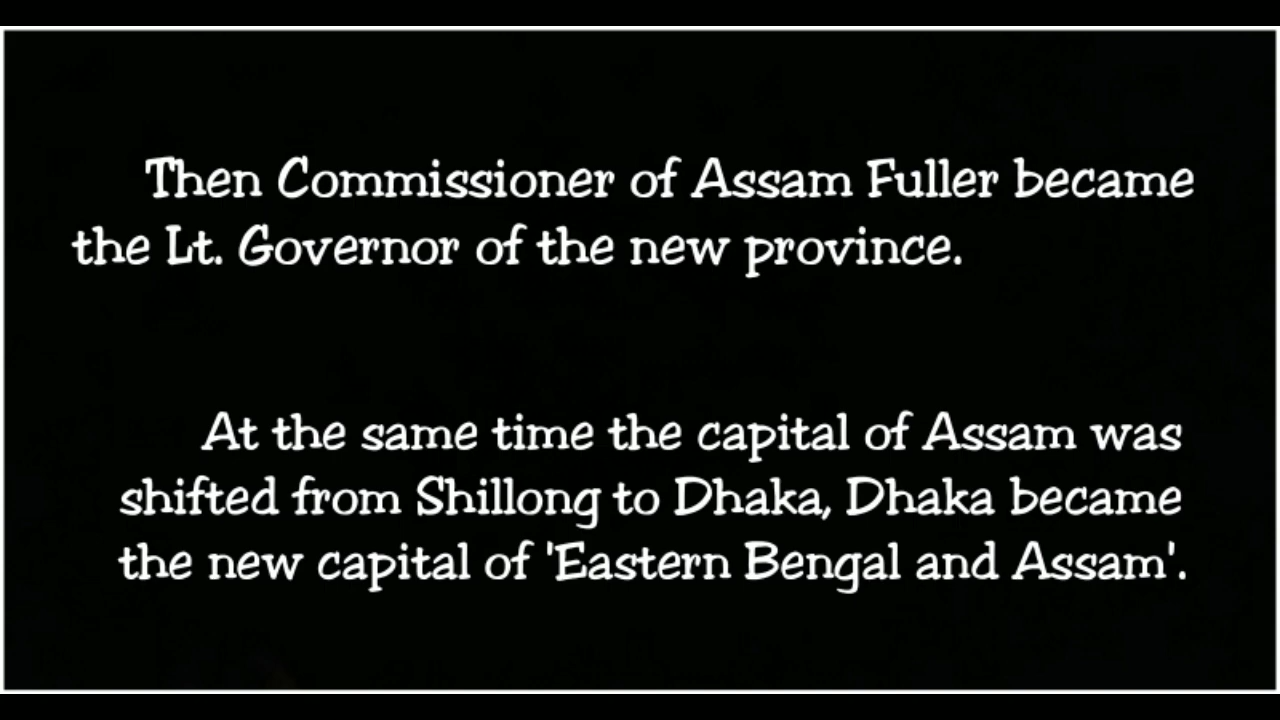 Then Commissioner of Assam Fuller became
the Lt. Governor of the new province.
At the same time the capital of Assam was
shifted from Shillong to Dhaka, Dhaka became
the new capital of 'Eastern Bengal and Assam'.